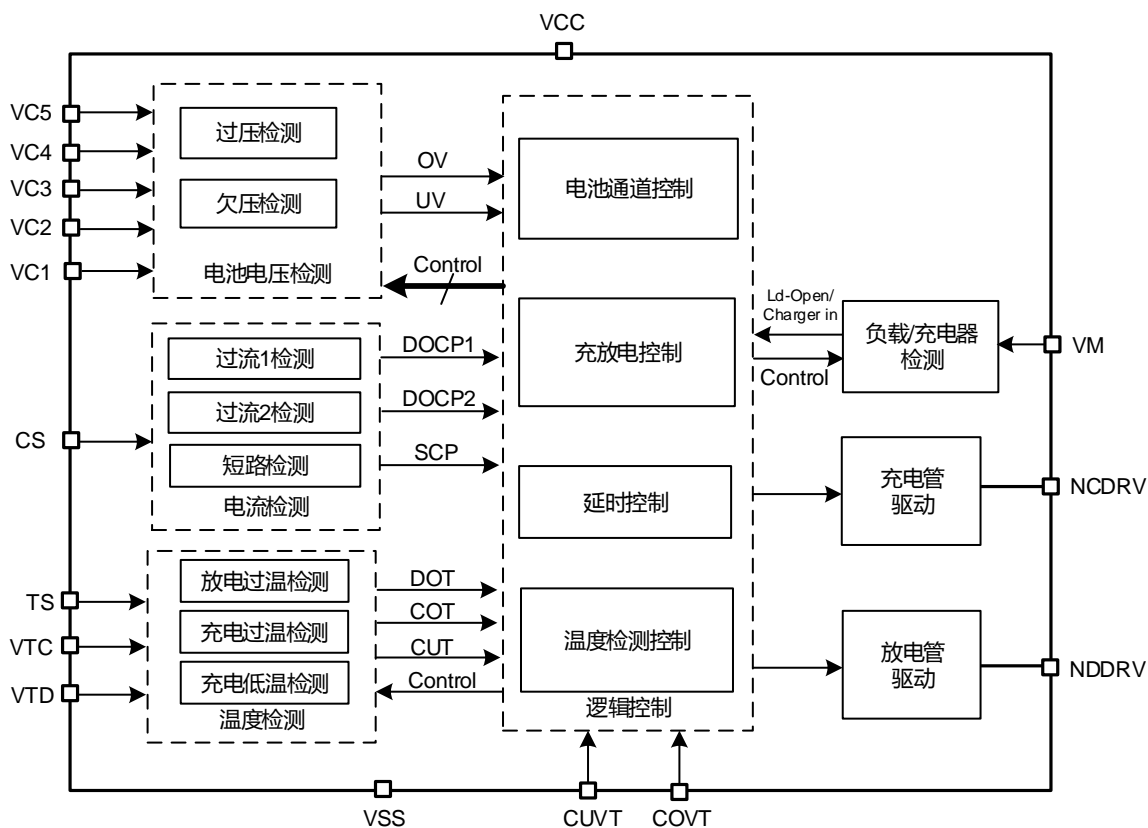 VCC
VC5
VC4
VC3
VC2
VC1
过压检测
欠压检测
电池电压检测
OV
UV
Control
电池通道控制
充放电控制
延时控制
温度检测控制
逻辑控制
CS
过流1检测
过流2检测
短路检测
电流检测
DOCP1
DOCP2
SCP
TS
VTC
VTD
放电过温检测
充电过温检测
充电低温检测
温度检测
DOT
COT
CUT
Control
Ld-Open/
Charger in
Control
负载/充电器
检测
VM
充电管
驱动
NCDRV
放电管
驱动
NDDRV
VSS
CUVT
COVT